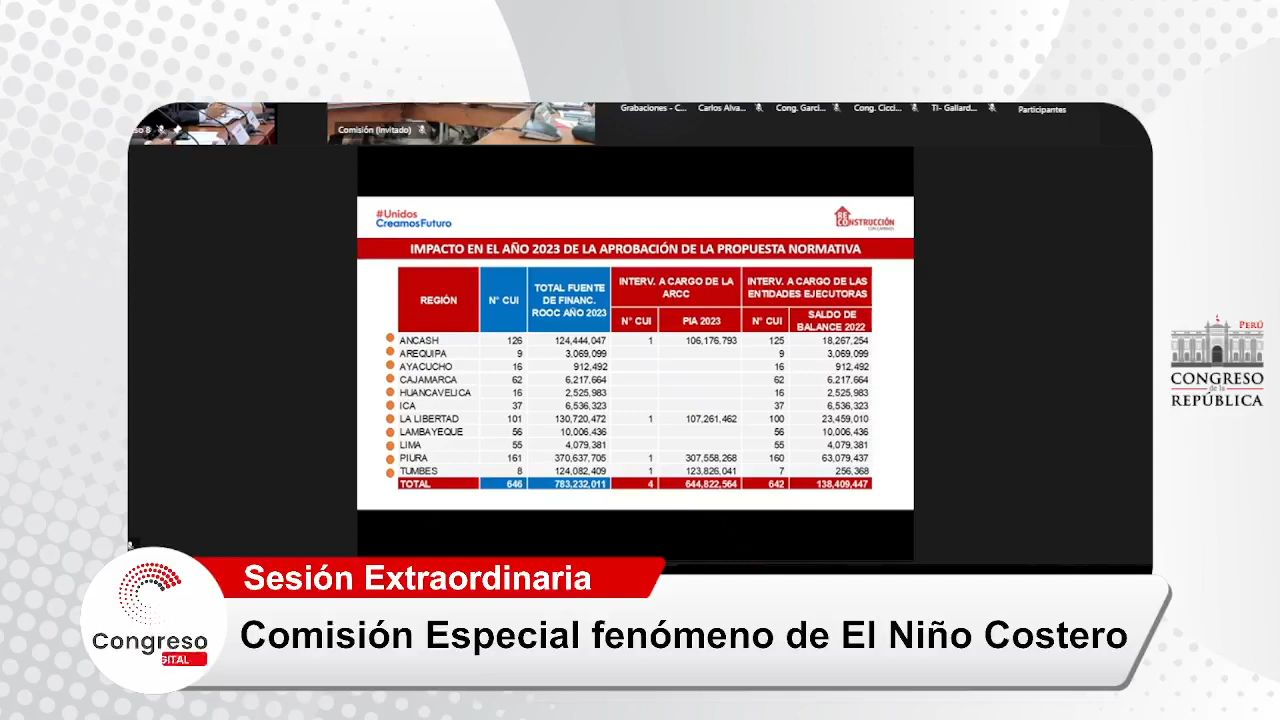 so 8
Comisión (Invitado)
Grabaciones - C... Carlos Alva... Cong. Garci... Cong. Cicci... TI- Gallard... Participantes
#Unidos
CreamosFuturo
RE
CONSTRUCCIÓN
CON CAMBIOS
IMPACTO EN EL AÑO 2023 DE LA APROBACIÓN DE LA PROPUESTA NORMATIVA
REGIÓN N° CUI TOTAL FUENTE DE FINANC. ROOC AÑO 2023 INTERV. A CARGO DE LA ARCC INTERV. A CARGO DE LAS ENTIDADES EJECUTORAS
N° CUI PIA 2023 N° CUI SALDO DE BALANCE 2022
ANCASH 126 124,444,047 1 106,176,793 125 18,267,254
AREQUIPA 9 3,069,099 9 3,069,099
AYACUCHO 16 912,492 16 912,492
CAJAMARCA 62 6,217,664 62 6,217,664
HUANCAVELICA 16 2,525,983 16 2,525,983
ICA 37 6,536,323 37 6,536,323
LA LIBERTAD 101 130,720,472 1 107,261,462 100 23,459,010
LAMBAYEQUE 56 10,006,436 56 10,006,436
LIMA 55 4,079,381 55 4,079,381
PIURA 161 370,637,705 1 307,558,268 160 63,079,437
TUMBES 8 124,082,409 1 123,826,041 7 256,368
TOTAL 646 783,232,011 4 644,822,564 642 138,409,447
PERÚ
CONGRESO
de la
REPÚBLICA
Sesión Extraordinaria
Comisión Especial fenómeno de El Niño Costero
Congreso
GITAL